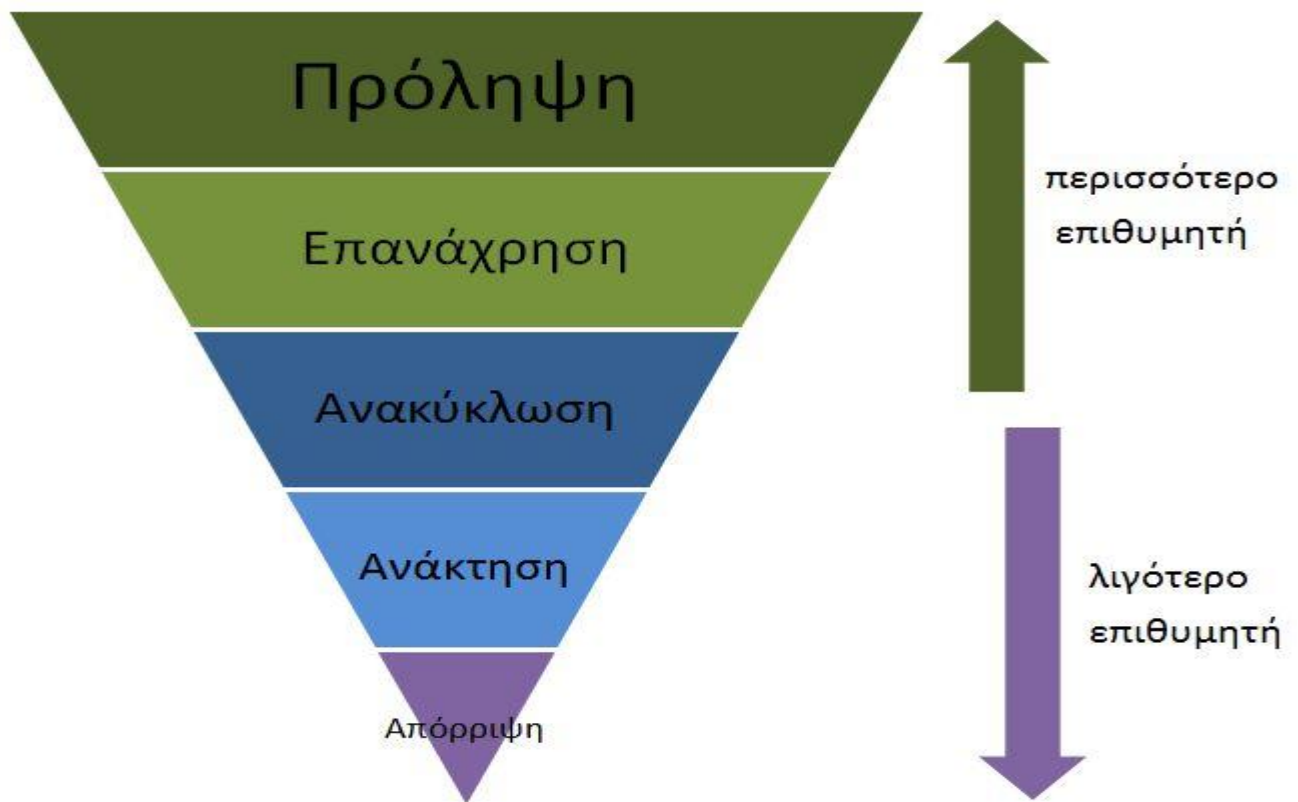 Πρόληψη
Επανάχρηση
Ανακύκλωση
Ανάκτηση
Απόρριψη
περισσότερο
επιθυμητή
λιγότερο
επιθυμητή